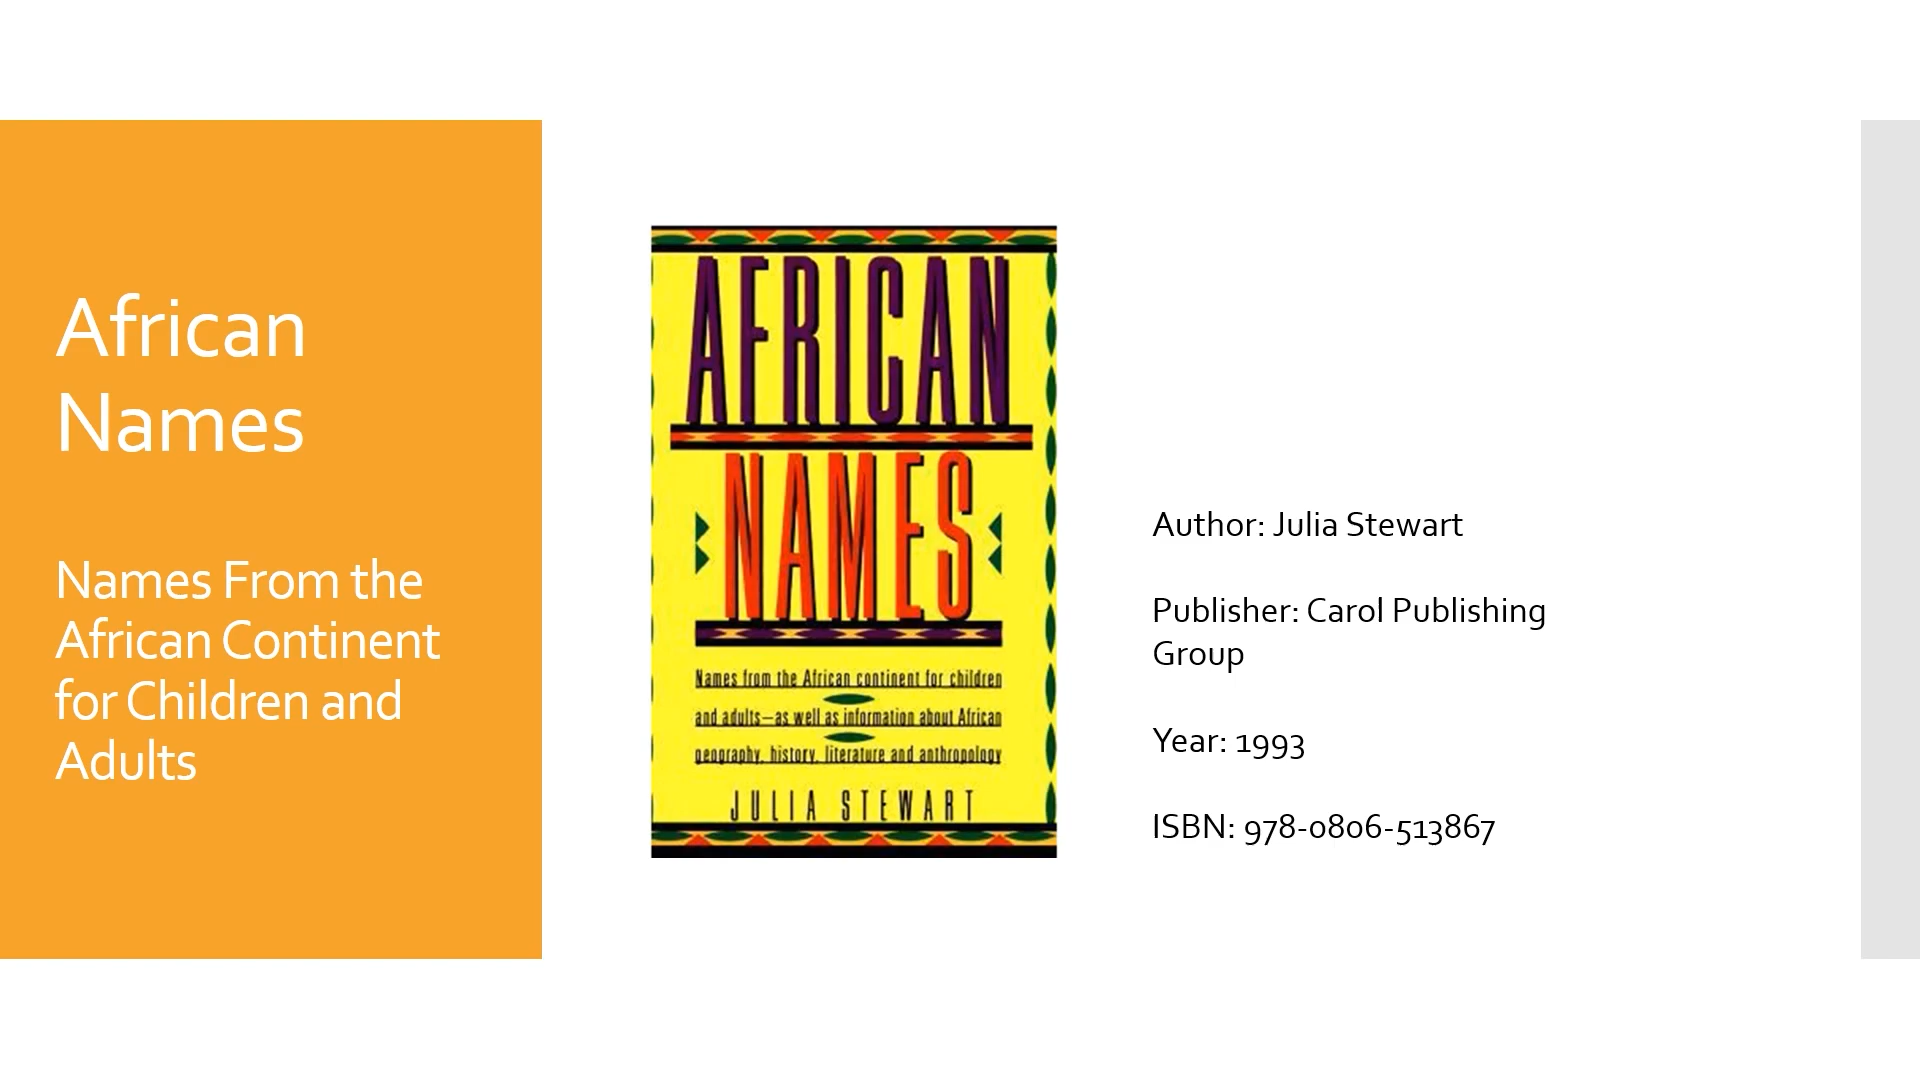 African
Names
Names From the
African Continent
for Children and
Adults
AFRICAN
NAMES
Names from the African continent for children
and adults—as well as information about African
geography, history, literature and anthropology
JULIA STEWART
Author: Julia Stewart
Publisher: Carol Publishing
Group
Year: 1993
ISBN: 978-0806-513867